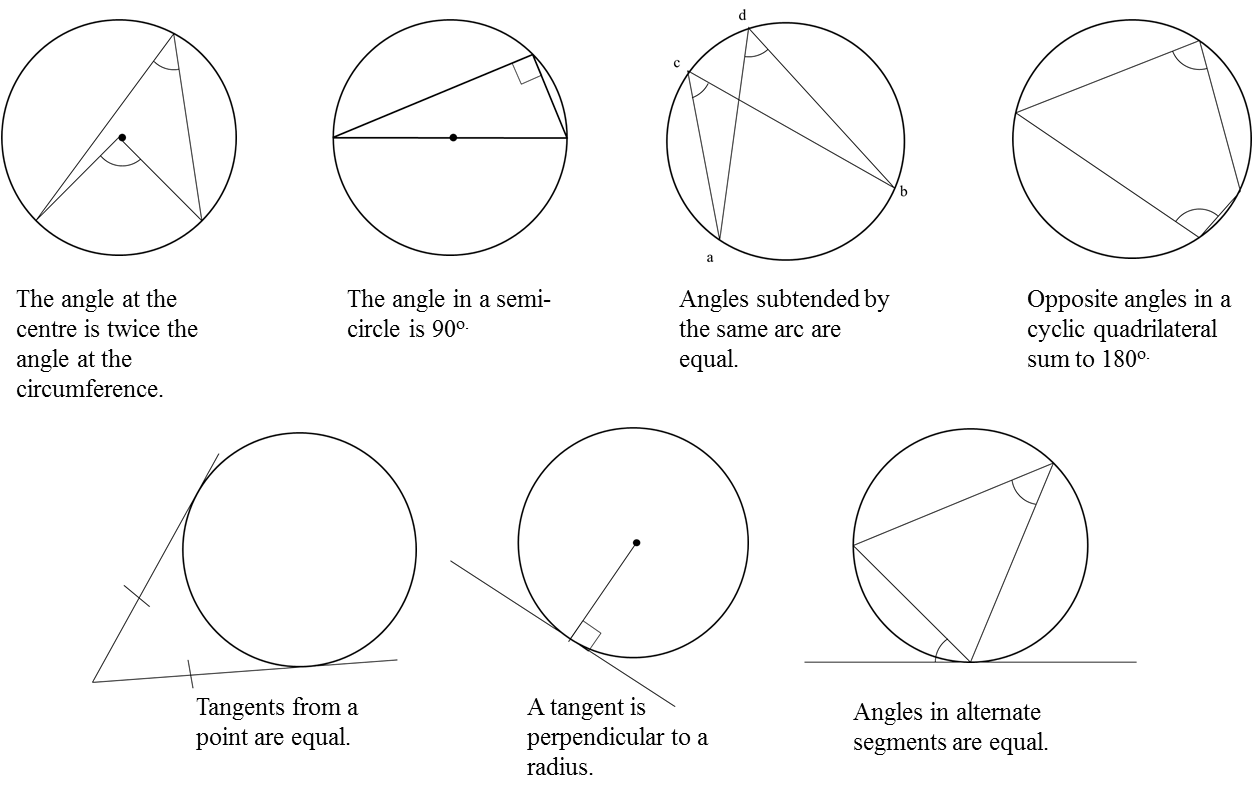 d
c
b
a
The angle at the
centre is twice the
angle at the
circumference.
The angle in a semi-
circle is 90o.
Angles subtended by
the same arc are
equal.
Opposite angles in a
cyclic quadrilateral
sum to 180o.
Tangents from a
point are equal.
A tangent is
perpendicular to a
radius.
Angles in alternate
segments are equal.